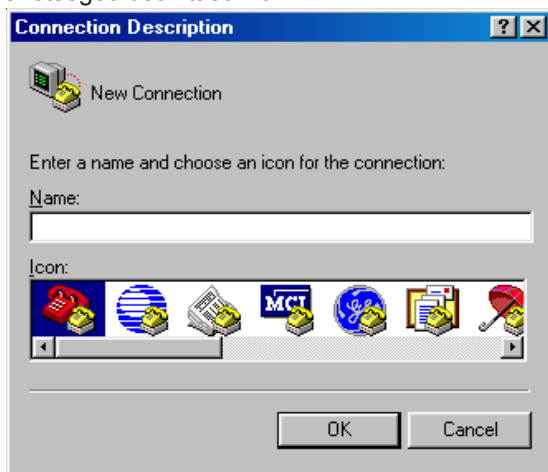 Connection Description
New Connection
Enter a name and choose an icon for the connection:
Name:
Icon:
MCI
OK
Cancel